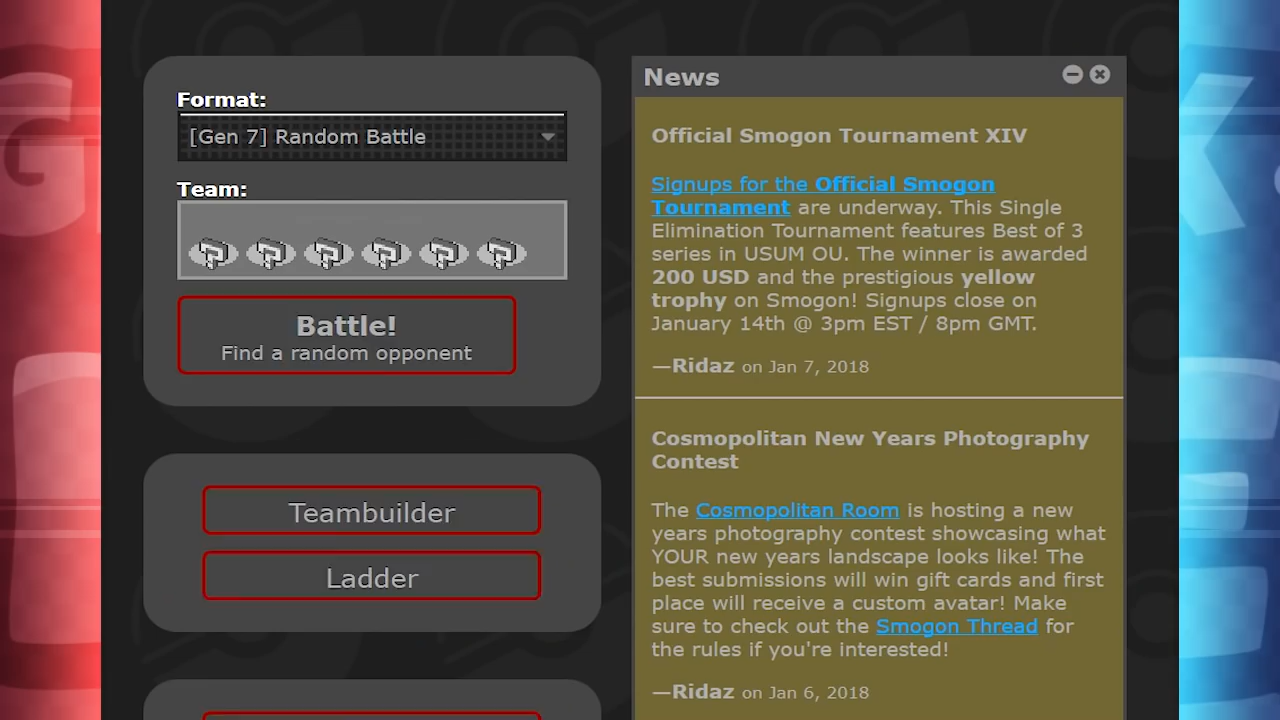 Format:
[Gen 7] Random Battle
Team:
? ? ? ? ? ?
Battle!
Find a random opponent
Teambuilder
Ladder
News
Official Smogon Tournament XIV
Signups for the Official Smogon
Tournament are underway. This Single
Elimination Tournament features Best of 3
series in USUM OU. The winner is awarded
200 USD and the prestigious yellow
trophy on Smogon! Signups close on
January 14th @ 3pm EST / 8pm GMT.
—Ridaz on Jan 7, 2018
Cosmopolitan New Years Photography
Contest
The Cosmopolitan Room is hosting a new
years photography contest showcasing what
YOUR new years landscape looks like! The
best submissions will win gift cards and first
place will receive a custom avatar! Make
sure to check out the Smogon Thread for
the rules if you're interested!
—Ridaz on Jan 6, 2018